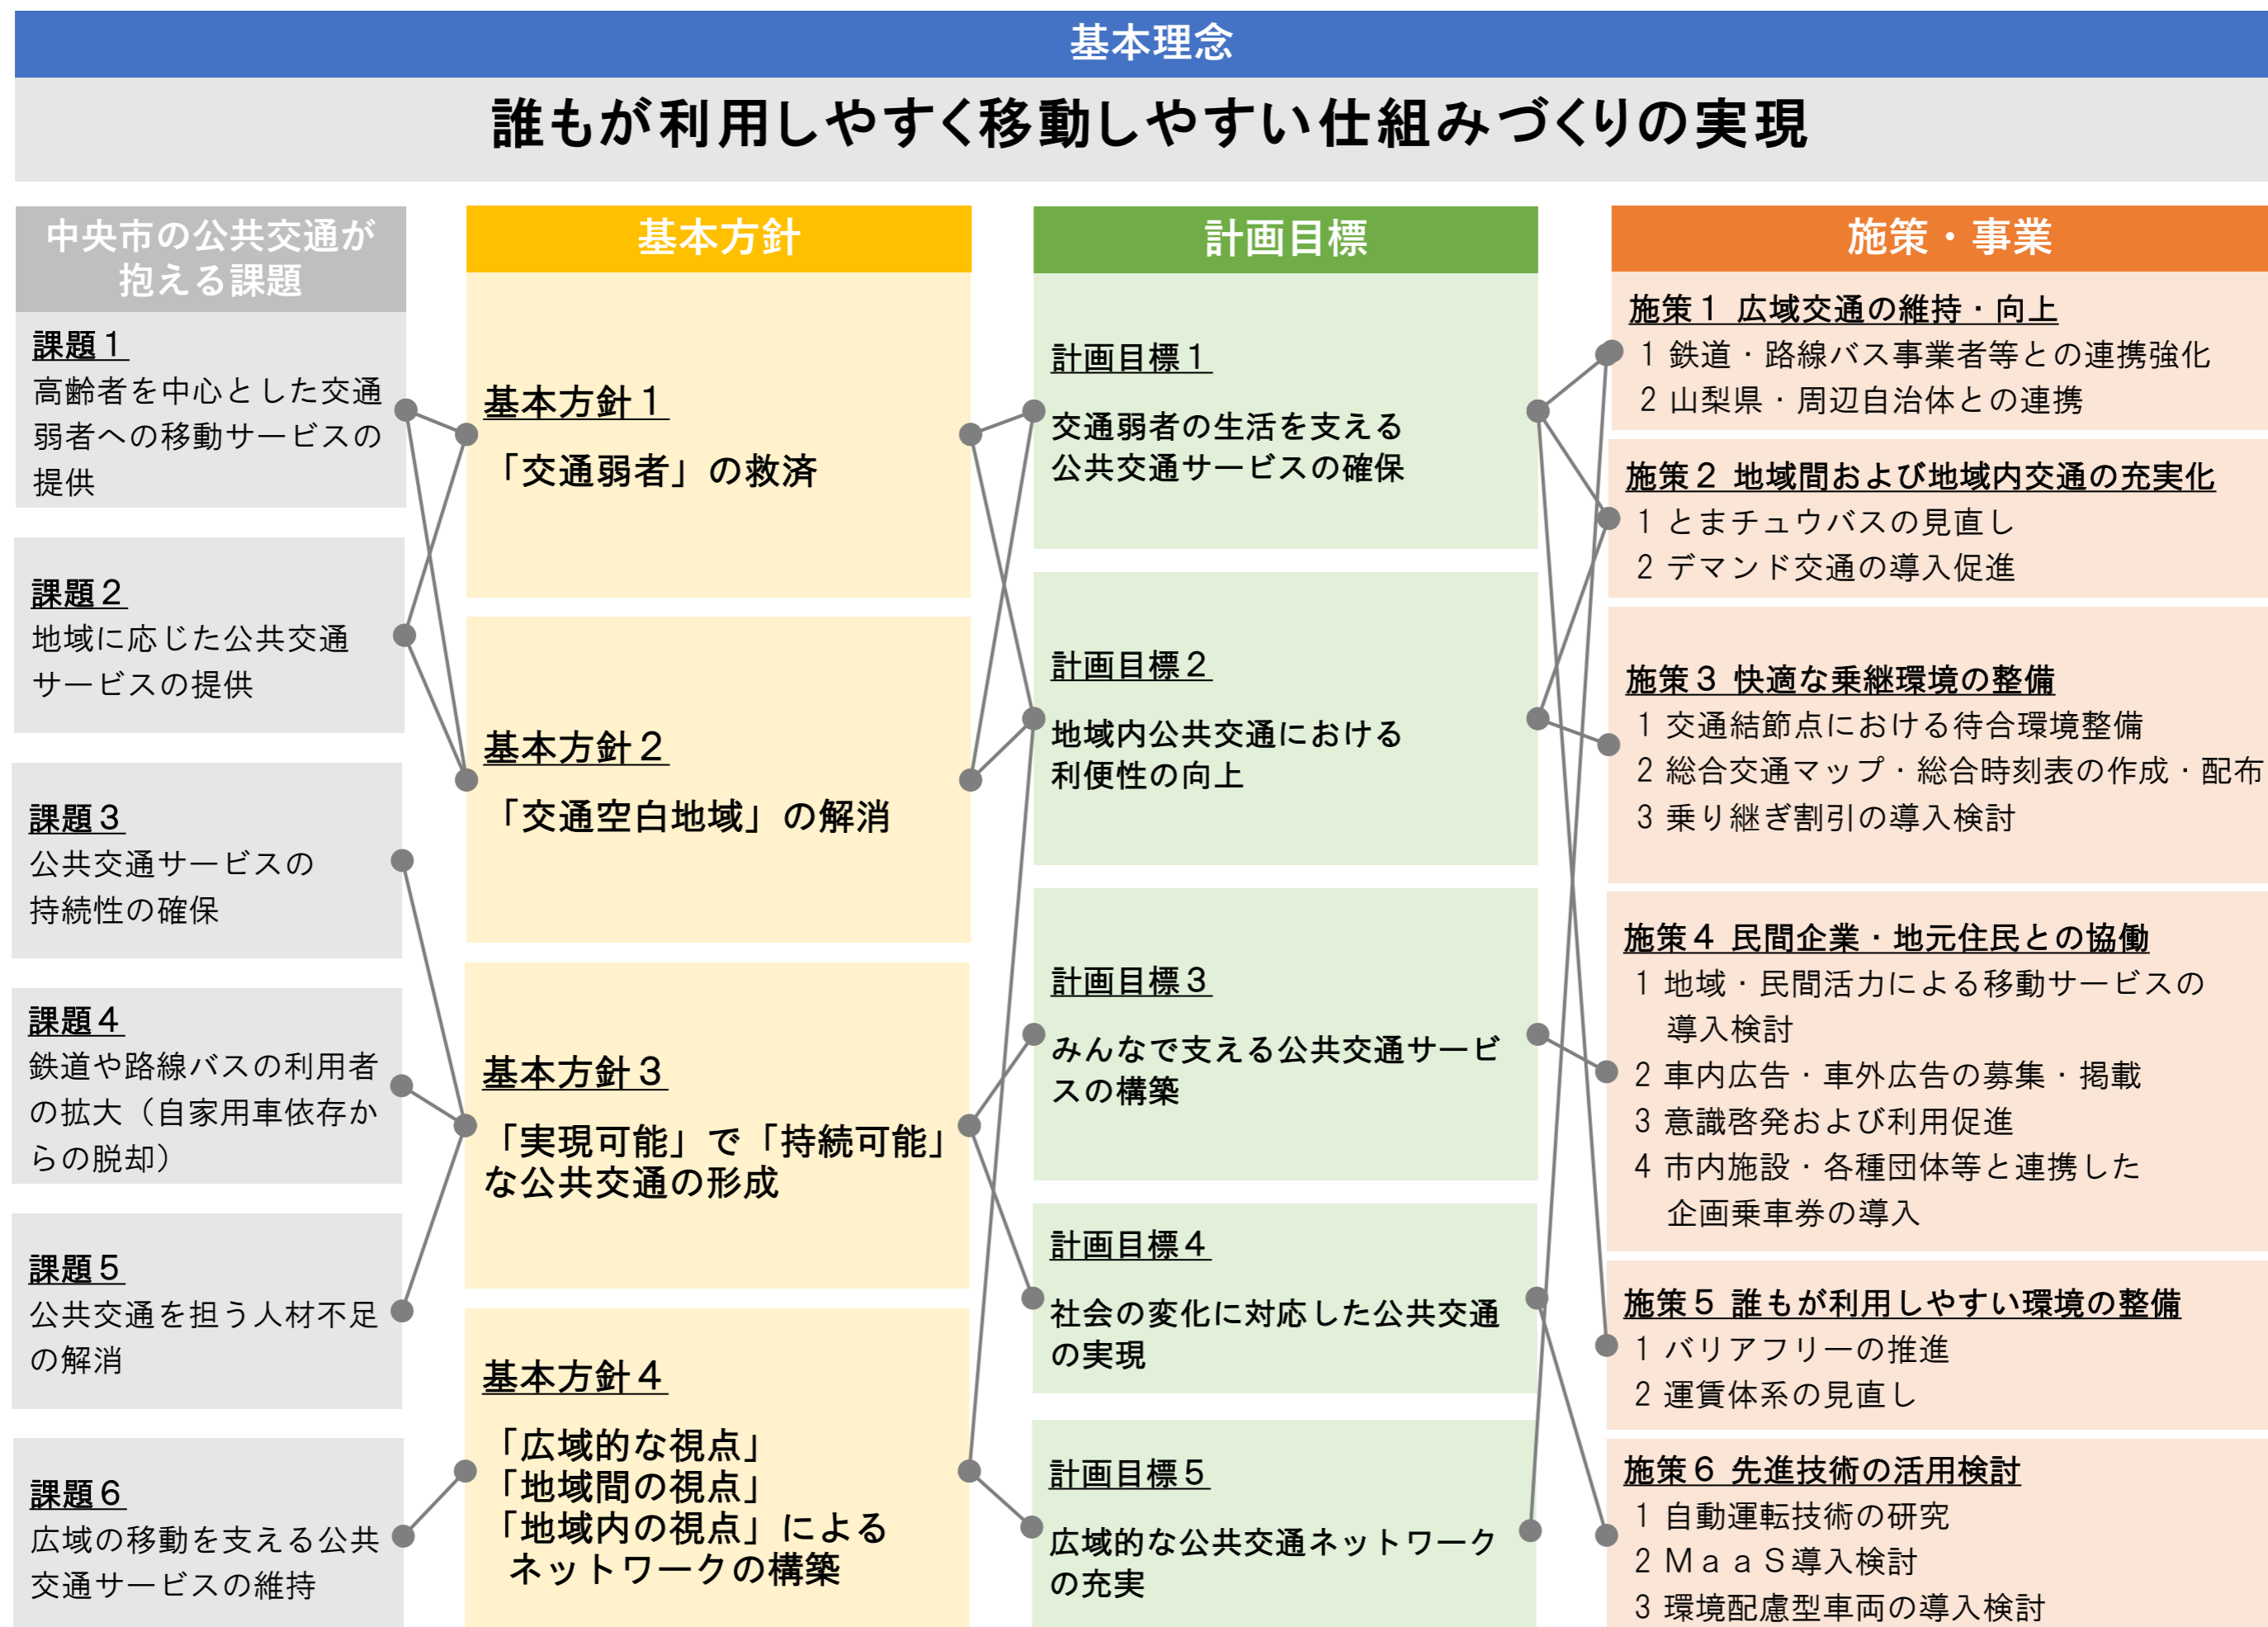 基本理念
誰もが利用しやすく移動しやすい仕組みづくりの実現
中央市の公共交通が
抱える課題
課題１
高齢者を中心とした交通
弱者への移動サービスの
提供
課題２
地域に応じた公共交通
サービスの提供
課題３
公共交通サービスの
持続性の確保
課題４
鉄道や路線バスの利用者
の拡大（自家用車依存か
らの脱却）
課題５
公共交通を担う人材不足
の解消
課題６
広域の移動を支える公共
交通サービスの維持
基本方針
基本方針１
「交通弱者」の救済
基本方針２
「交通空白地域」の解消
基本方針３
「実現可能」で「持続可能」
な公共交通の形成
基本方針４
「広域的な視点」
「地域間の視点」
「地域内の視点」による
ネットワークの構築
計画目標
計画目標１
交通弱者の生活を支える
公共交通サービスの確保
計画目標２
地域内公共交通における
利便性の向上
計画目標３
みんなで支える公共交通サービ
スの構築
計画目標４
社会の変化に対応した公共交通
の実現
計画目標５
広域的な公共交通ネットワーク
の充実
施策・事業
施策１ 広域交通の維持・向上
1 鉄道・路線バス事業者等との連携強化
2 山梨県・周辺自治体との連携
施策２ 地域間および地域内交通の充実化
1 とまチュウバスの見直し
2 デマンド交通の導入促進
施策３ 快適な乗継環境の整備
1 交通結節点における待合環境整備
2 総合交通マップ・総合時刻表の作成・配布
3 乗り継ぎ割引の導入検討
施策４ 民間企業・地元住民との協働
1 地域・民間活力による移動サービスの
導入検討
2 車内広告・車外広告の募集・掲載
3 意識啓発および利用促進
4 市内施設・各種団体等と連携した
企画乗車券の導入
施策５ 誰もが利用しやすい環境の整備
1 バリアフリーの推進
2 運賃体系の見直し
施策６ 先進技術の活用検討
1 自動運転技術の研究
2 ＭａａＳ導入検討
3 環境配慮型車両の導入検討